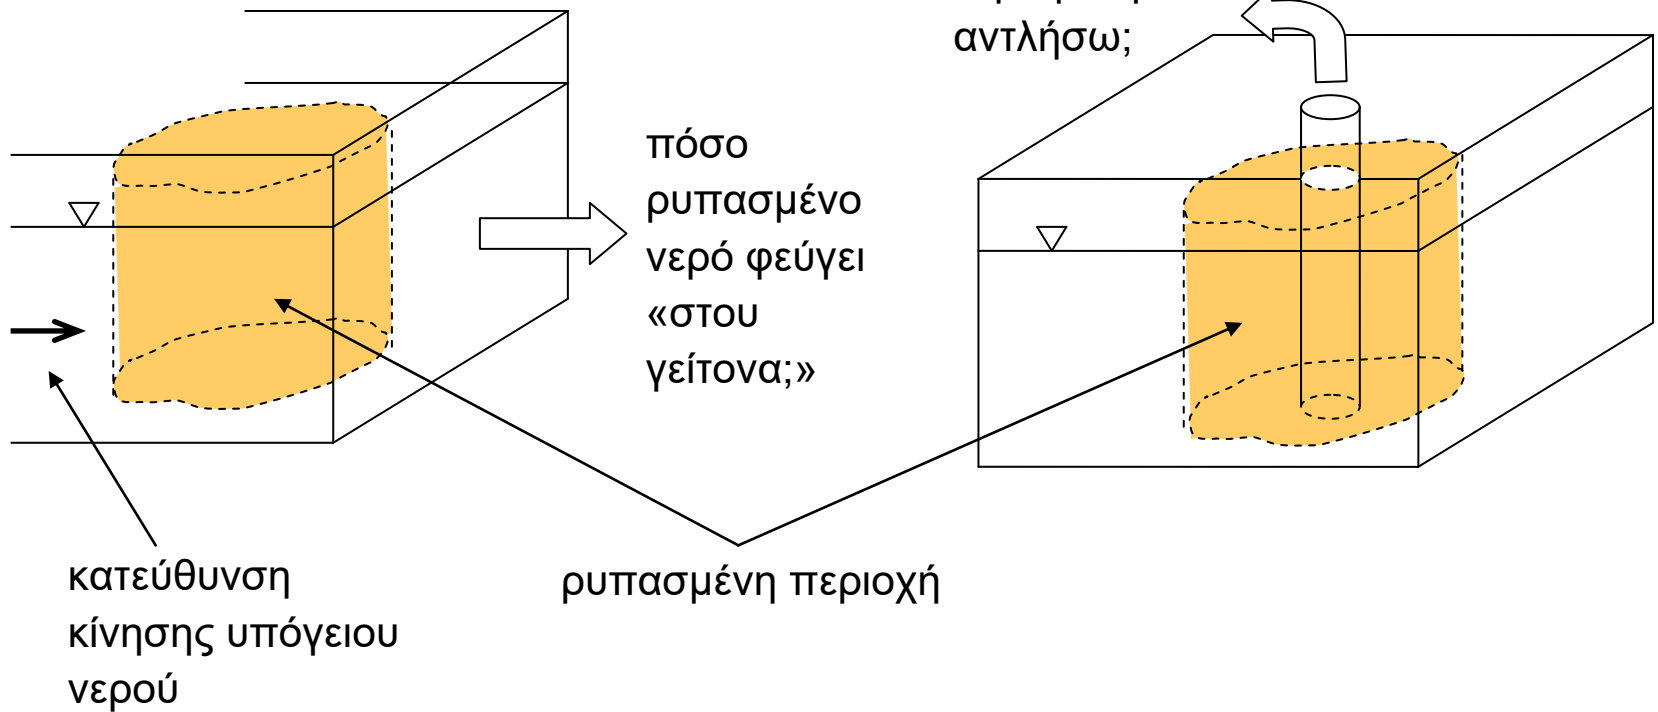 αντλήσω;
πόσο
ρυπασμένο
νερό φεύγει
«στου
γείτονα;»
κατεύθυνση
κίνησης υπόγειου
νερού
ρυπασμένη περιοχή